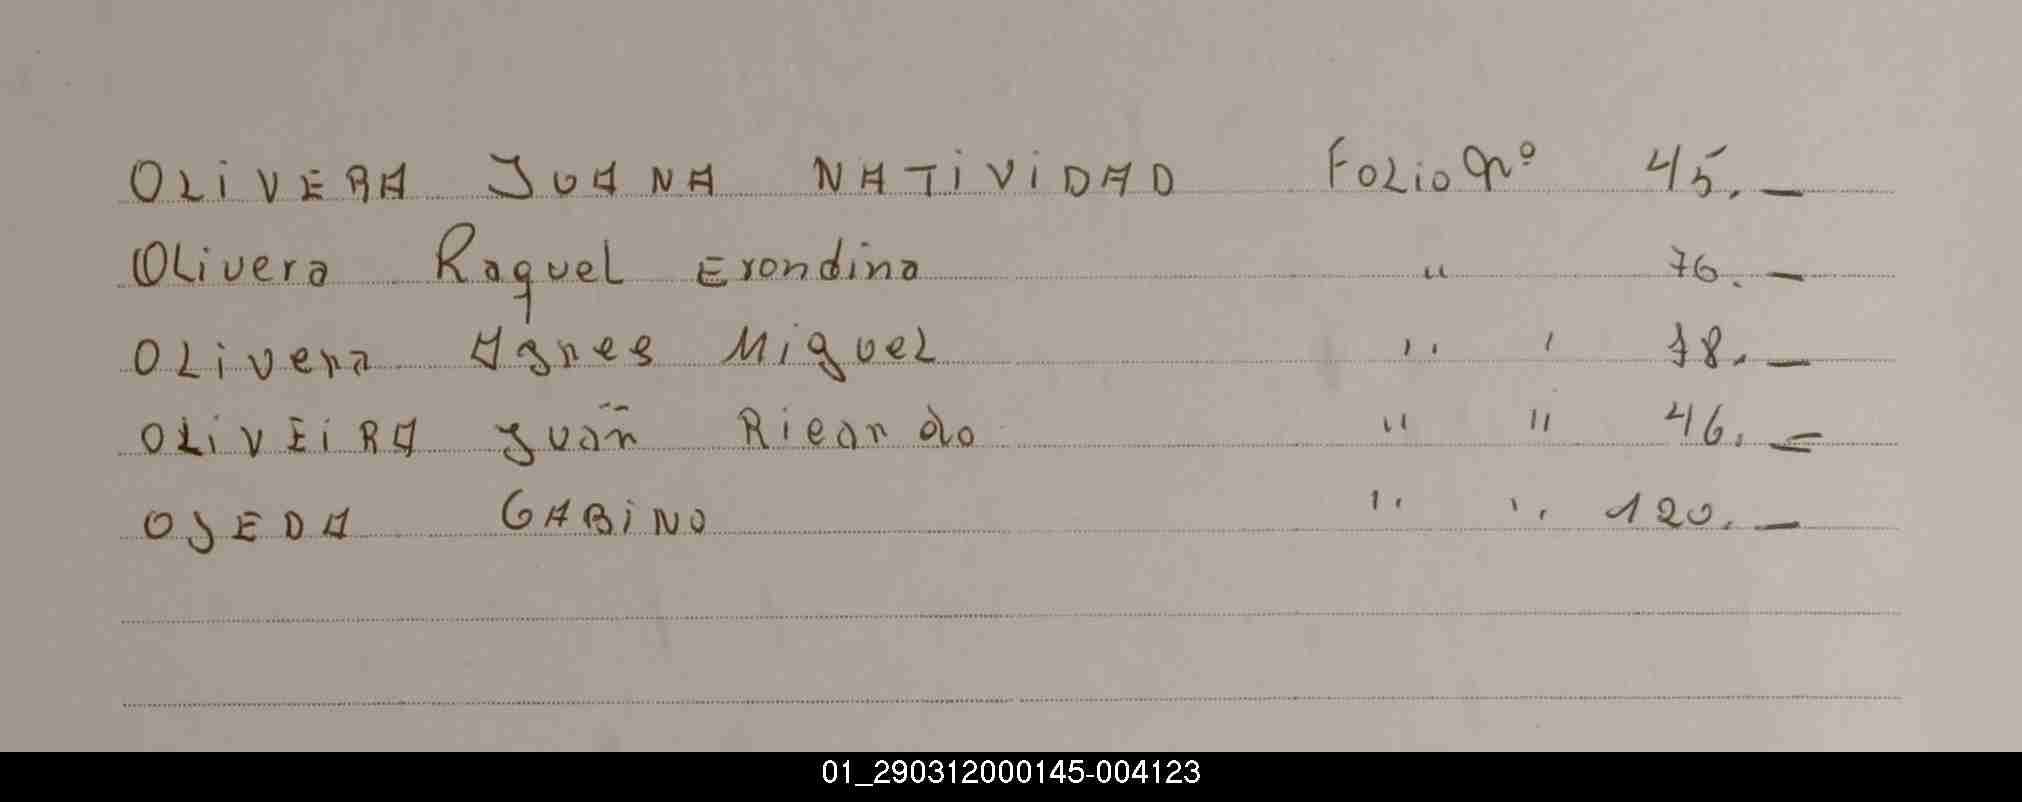 OLIVERA JUANA NATIVIDAD Folio Nº 45.—
Olivera Raquel Erondina " 76.—
Olivera Agnes Miguel " " 78.—
OLIVEIRA Juan Ricardo " " 46.—
OJEDA GABINO " " 120.—
01_290312000145-004123